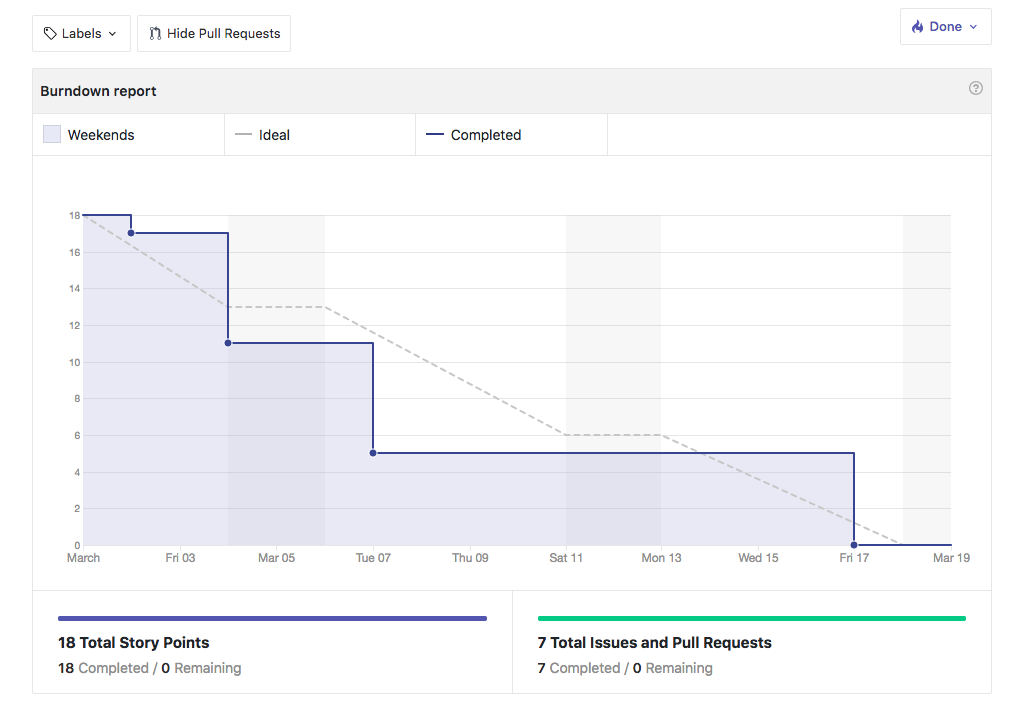 Labels
Hide Pull Requests
Done
Burndown report
Weekends
Ideal
Completed
18
16
14
12
10
8
6
4
2
0
March
Fri 03
Mar 05
Tue 07
Thu 09
Sat 11
Mon 13
Wed 15
Fri 17
Mar 19
18 Total Story Points
18 Completed / 0 Remaining
7 Total Issues and Pull Requests
7 Completed / 0 Remaining